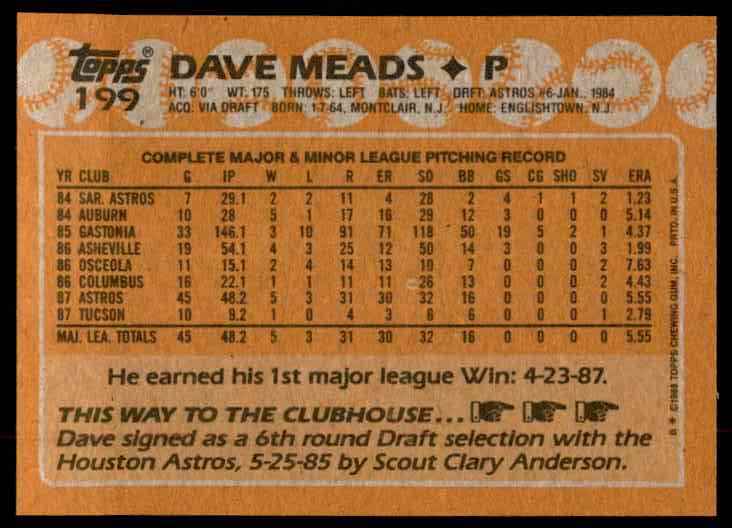 Topps®
199
DAVE MEADS ✦ P
HT: 6'0" WT: 175 THROWS: LEFT BATS: LEFT DRFT: ASTROS #6-JAN., 1984
ACQ: VIA DRAFT BORN: 1-7-64, MONTCLAIR, N.J. HOME: ENGLISHTOWN, N.J.
COMPLETE MAJOR & MINOR LEAGUE PITCHING RECORD
YR CLUB G IP W L R ER SO BB GS CG SHO SV ERA
84 SAR. ASTROS 7 29.1 2 2 11 4 28 2 4 1 1 2 1.23
84 AUBURN 10 28 5 1 17 16 29 12 3 0 0 0 5.14
85 GASTONIA 33 146.1 3 10 91 71 118 50 19 5 2 1 4.37
86 ASHEVILLE 19 54.1 4 3 25 12 50 14 3 0 0 3 1.99
86 OSCEOLA 11 15.1 2 4 14 13 10 7 0 0 0 2 7.63
86 COLUMBUS 16 22.1 1 1 11 11 26 13 0 0 0 2 4.43
87 ASTROS 45 48.2 5 3 31 30 32 16 0 0 0 0 5.55
87 TUCSON 10 9.2 1 0 4 3 6 6 0 0 0 1 2.79
MAJ. LEA. TOTALS 45 48.2 5 3 31 30 32 16 0 0 0 0 5.55
He earned his 1st major league Win: 4-23-87.
THIS WAY TO THE CLUBHOUSE...
Dave signed as a 6th round Draft selection with the
Houston Astros, 5-25-85 by Scout Clary Anderson.
©1988 TOPPS CHEWING GUM, INC. PRTD. IN U.S.A.